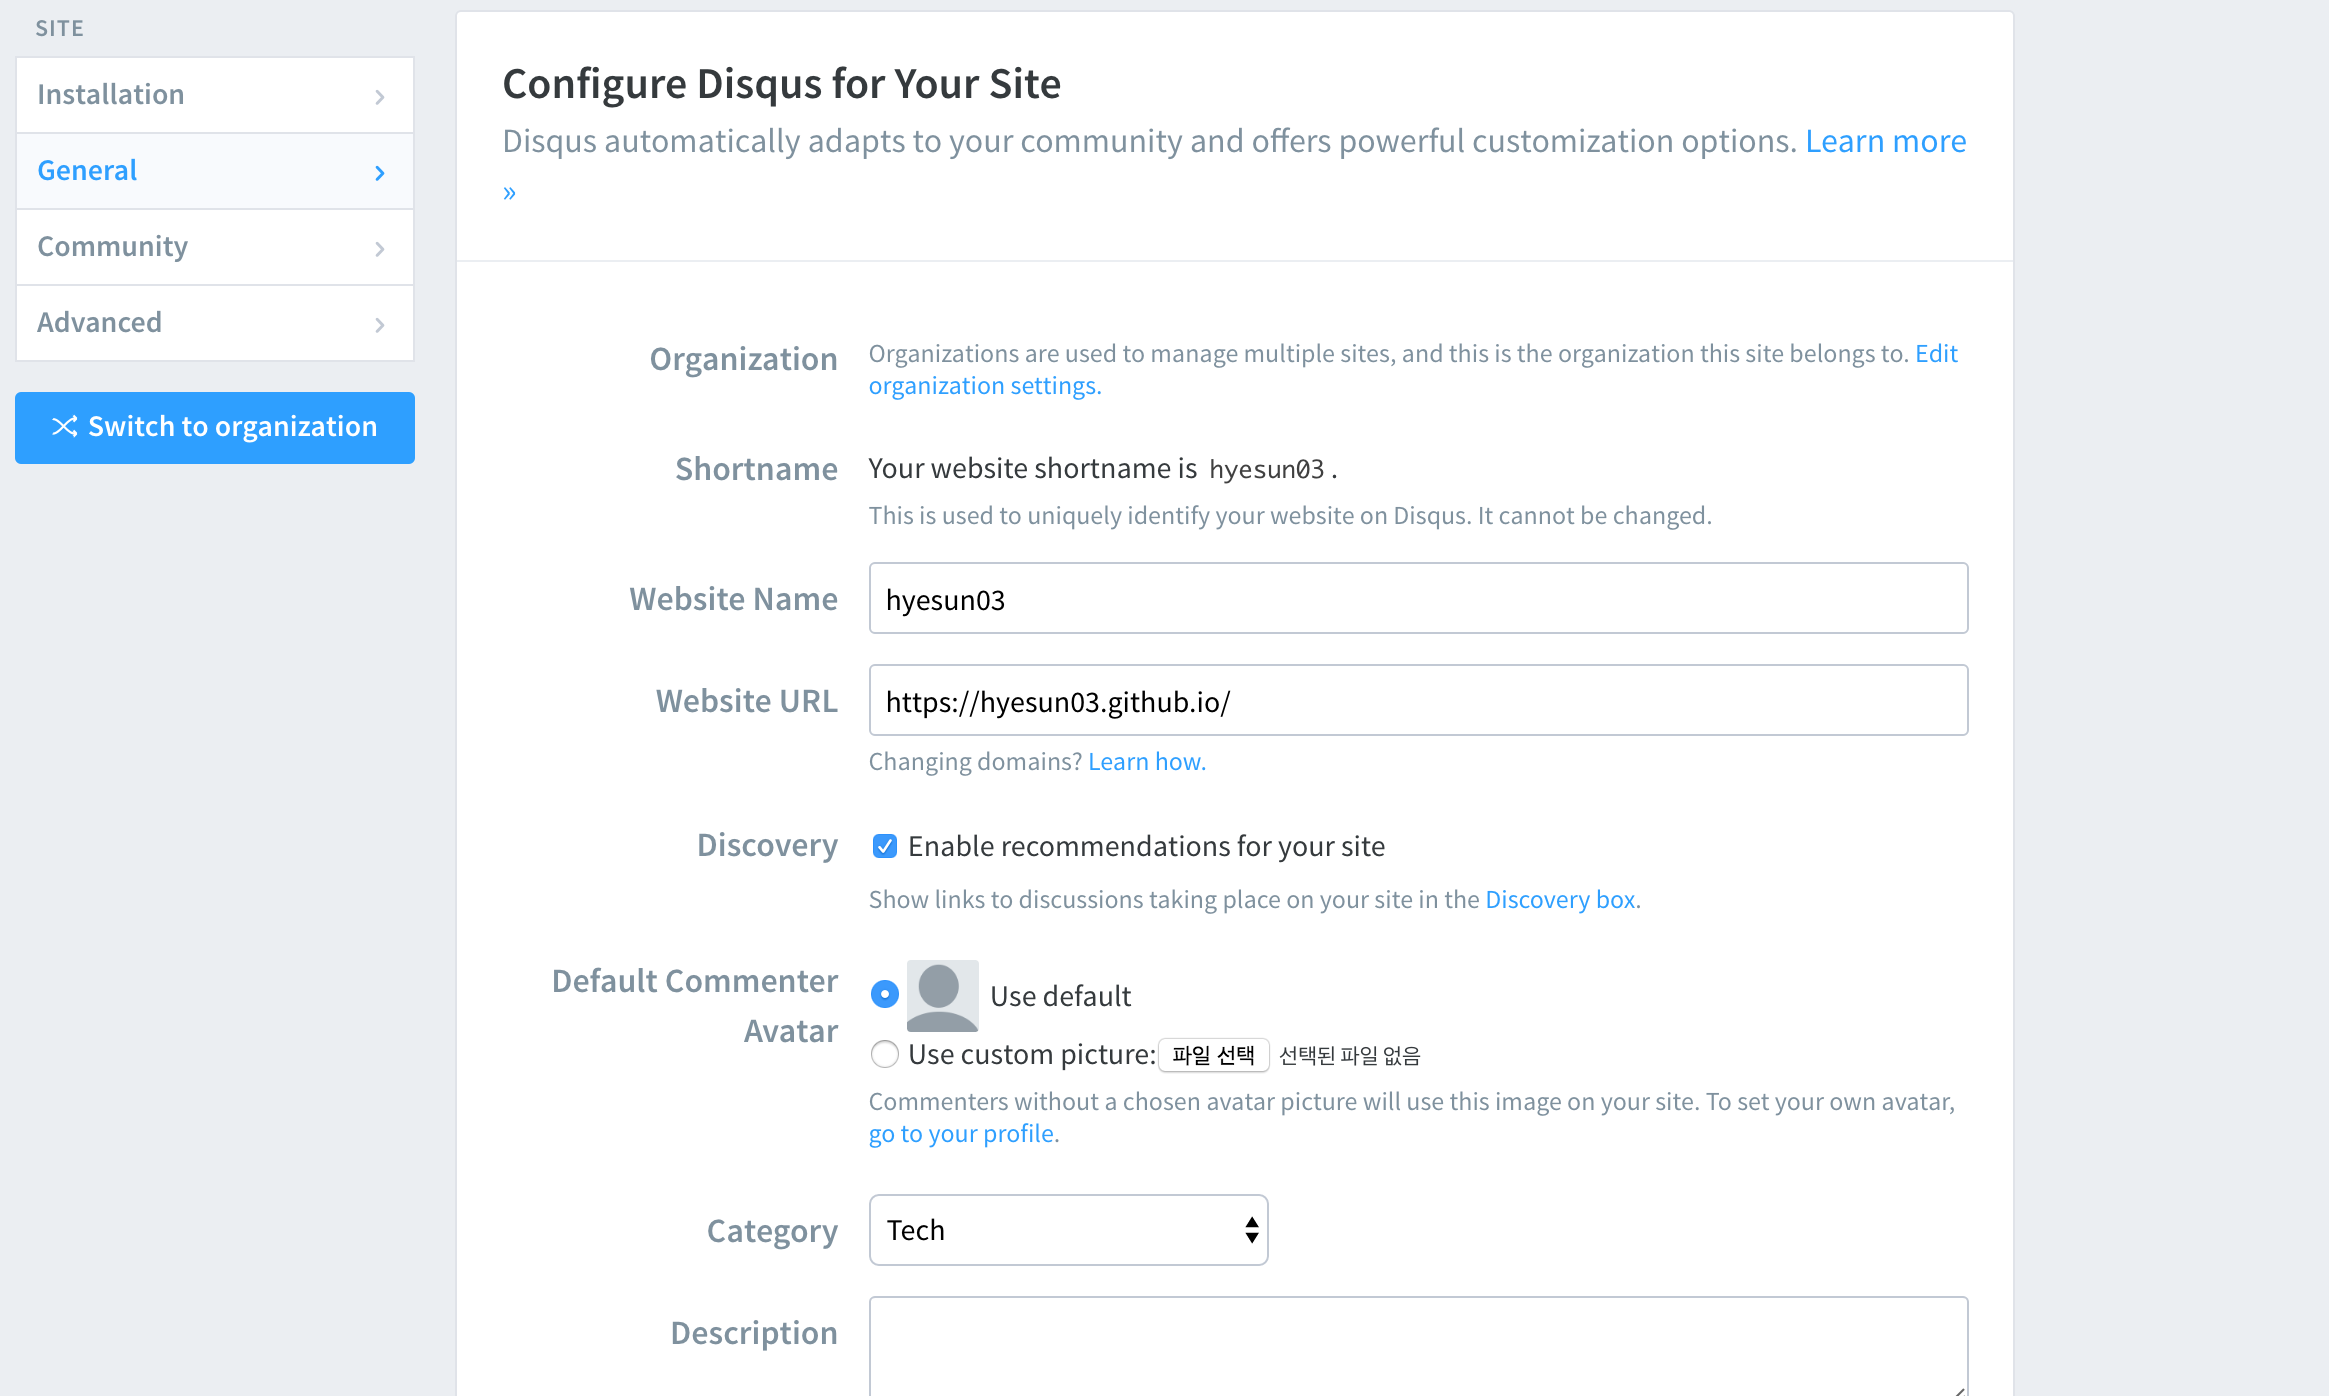 SITE
Installation
General
Community
Advanced
Switch to organization
Configure Disqus for Your Site
Disqus automatically adapts to your community and offers powerful customization options. Learn more
»
Organization
Organizations are used to manage multiple sites, and this is the organization this site belongs to. Edit
organization settings.
Shortname
Your website shortname is hyesun03.
This is used to uniquely identify your website on Disqus. It cannot be changed.
Website Name
hyesun03
Website URL
https://hyesun03.github.io/
Changing domains? Learn how.
Discovery
Enable recommendations for your site
Show links to discussions taking place on your site in the Discovery box.
Default Commenter
Avatar
Use default
Use custom picture: 파일 선택 선택된 파일 없음
Commenters without a chosen avatar picture will use this image on your site. To set your own avatar,
go to your profile.
Category
Tech
Description